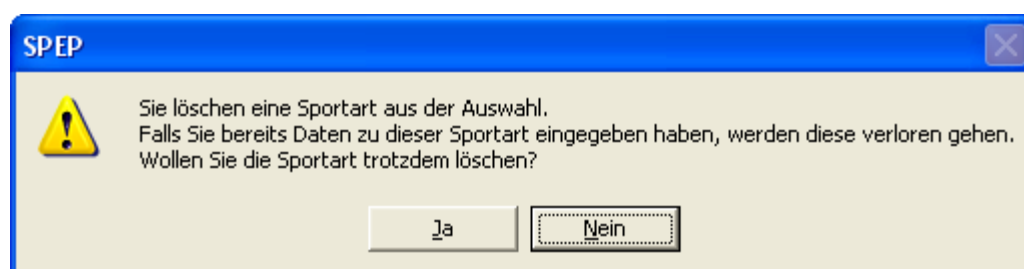 SPEP
Sie löschen eine Sportart aus der Auswahl.
Falls Sie bereits Daten zu dieser Sportart eingegeben haben, werden diese verloren gehen.
Wollen Sie die Sportart trotzdem löschen?
Ja
Nein